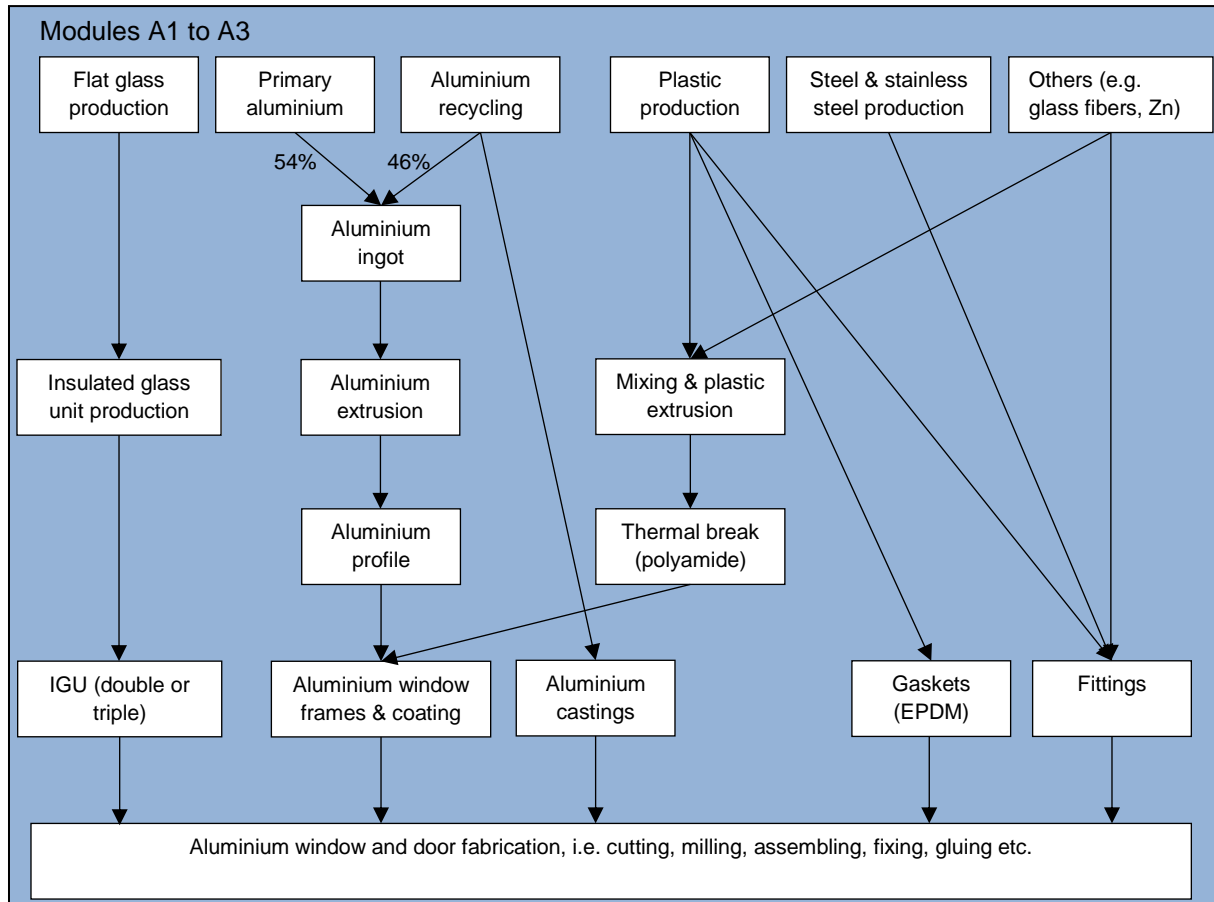 Modules A1 to A3
Flat glass
production
Primary
aluminium
Aluminium
recycling
Plastic
production
Steel & stainless
steel production
Others (e.g.
glass fibers, Zn)
54%
46%
Aluminium
ingot
Insulated glass
unit production
Aluminium
extrusion
Mixing & plastic
extrusion
Aluminium
profile
Thermal break
(polyamide)
IGU (double or
triple)
Aluminium window
frames & coating
Aluminium
castings
Gaskets
(EPDM)
Fittings
Aluminium window and door fabrication, i.e. cutting, milling, assembling, fixing, gluing etc.